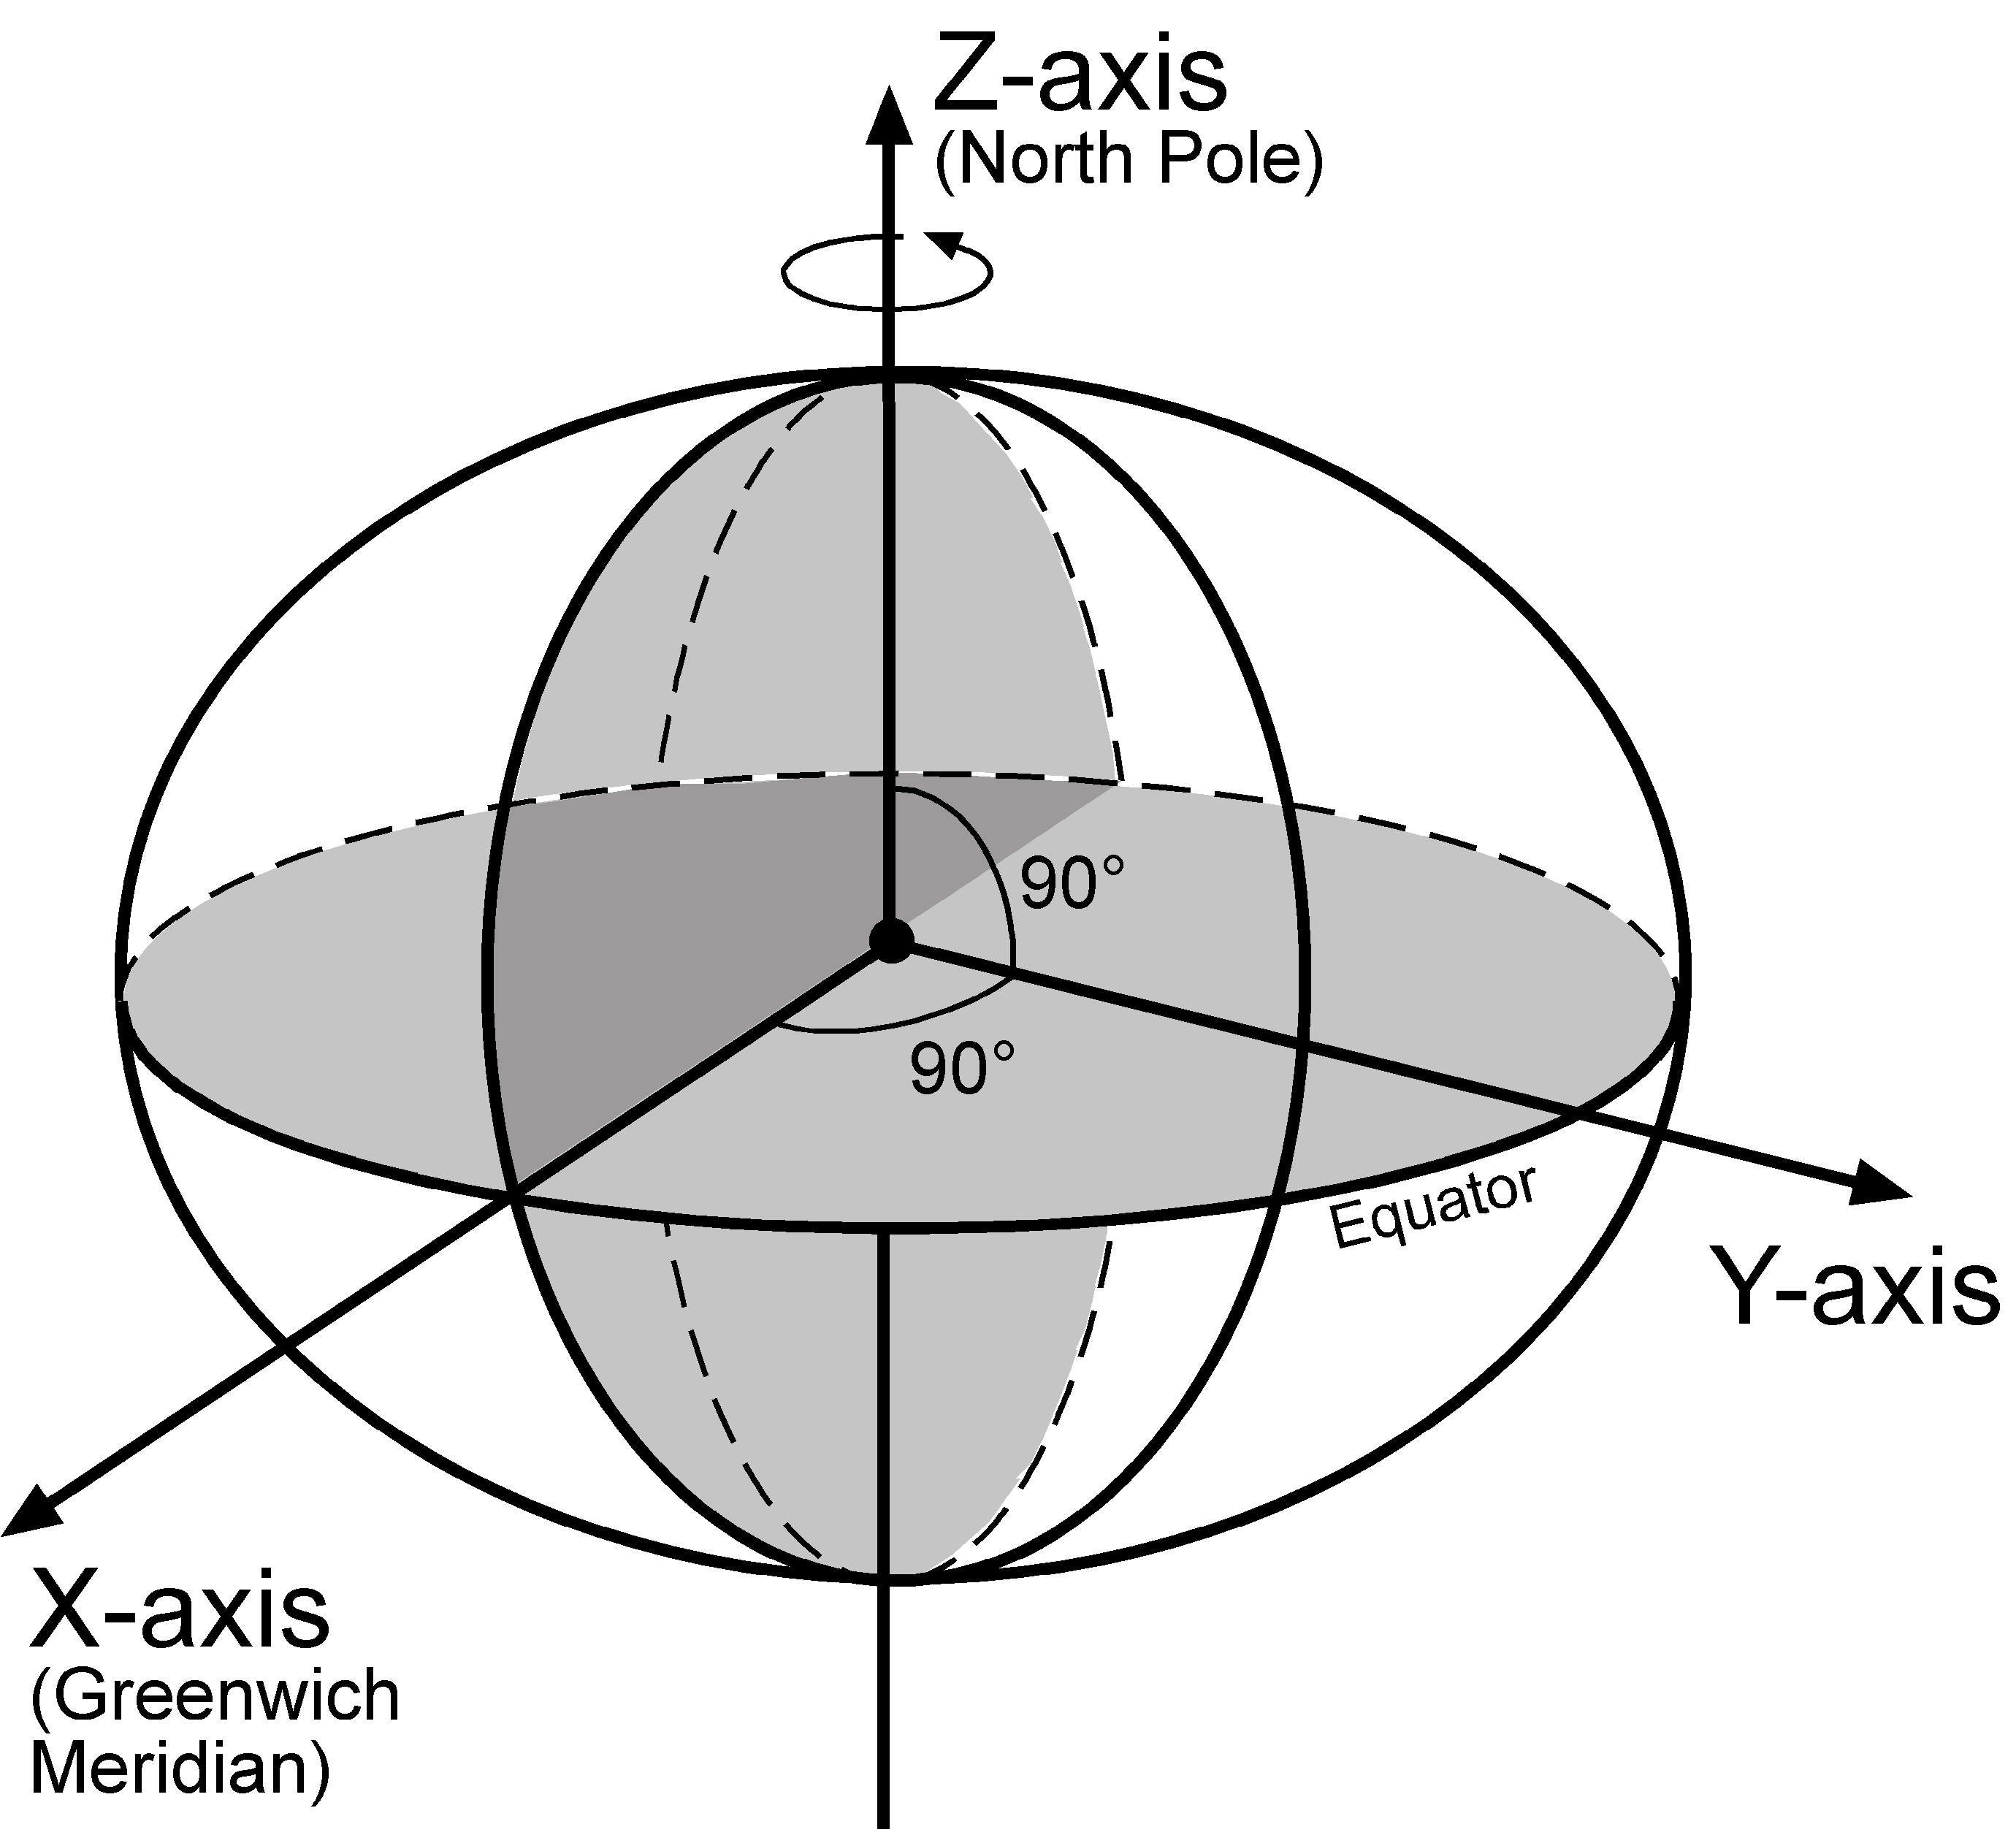 Z-axis
(North Pole)
90°
90°
Equator
Y-axis
X-axis
(Greenwich
Meridian)